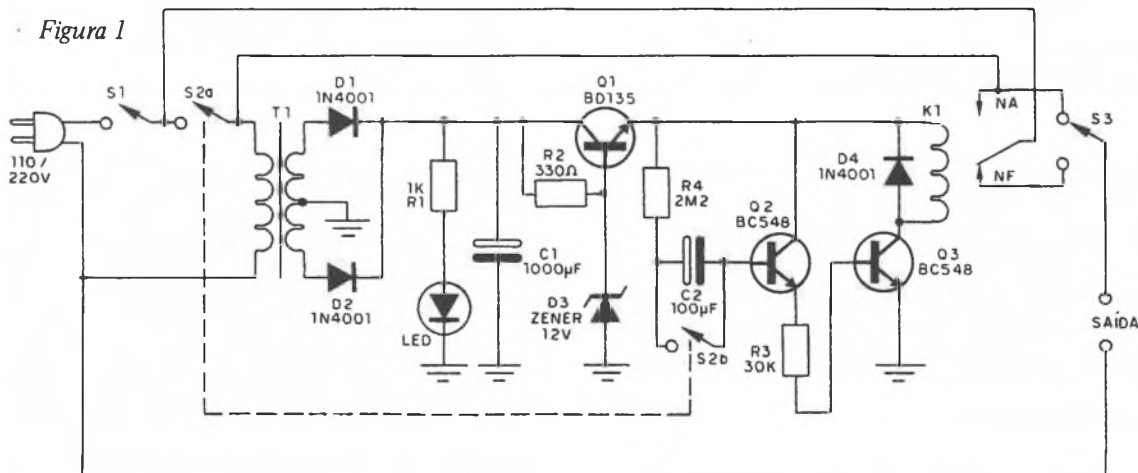 Figura 1
S1
S2a
110/
220V
T1
D1
1N4001
D2
1N4001
1K
R1
LED
C1
1000µF
R2
330Ω
Q1
BD135
D3
ZENER
12V
R4
2M2
C2
100µF
S2b
Q2
BC548
R3
30K
D4
1N4001
K1
Q3
BC548
NA
NF
S3
SAÍDA